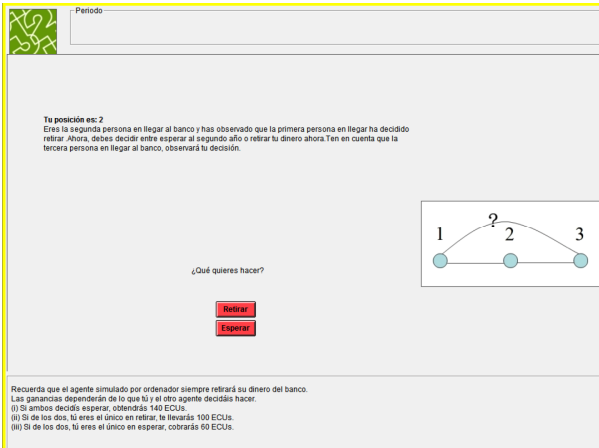 Periodo
Tu posición es: 2
Eres la segunda persona en llegar al banco y has observado que la primera persona en llegar ha decidido
retirar .Ahora, debes decidir entre esperar al segundo año o retirar tu dinero ahora.Ten en cuenta que la
tercera persona en llegar al banco, observará tu decisión.
?
1 2 3
¿Qué quieres hacer?
Retirar
Esperar
Recuerda que el agente simulado por ordenador siempre retirará su dinero del banco.
Las ganancias dependerán de lo que tú y el otro agente decidáis hacer.
(i) Si ambos decidís esperar, obtendrás 140 ECUs.
(ii) Si de los dos, tú eres el único en retirar, te llevarás 100 ECUs.
(iii) Si de los dos, tú eres el único en esperar, cobrarás 60 ECUs.